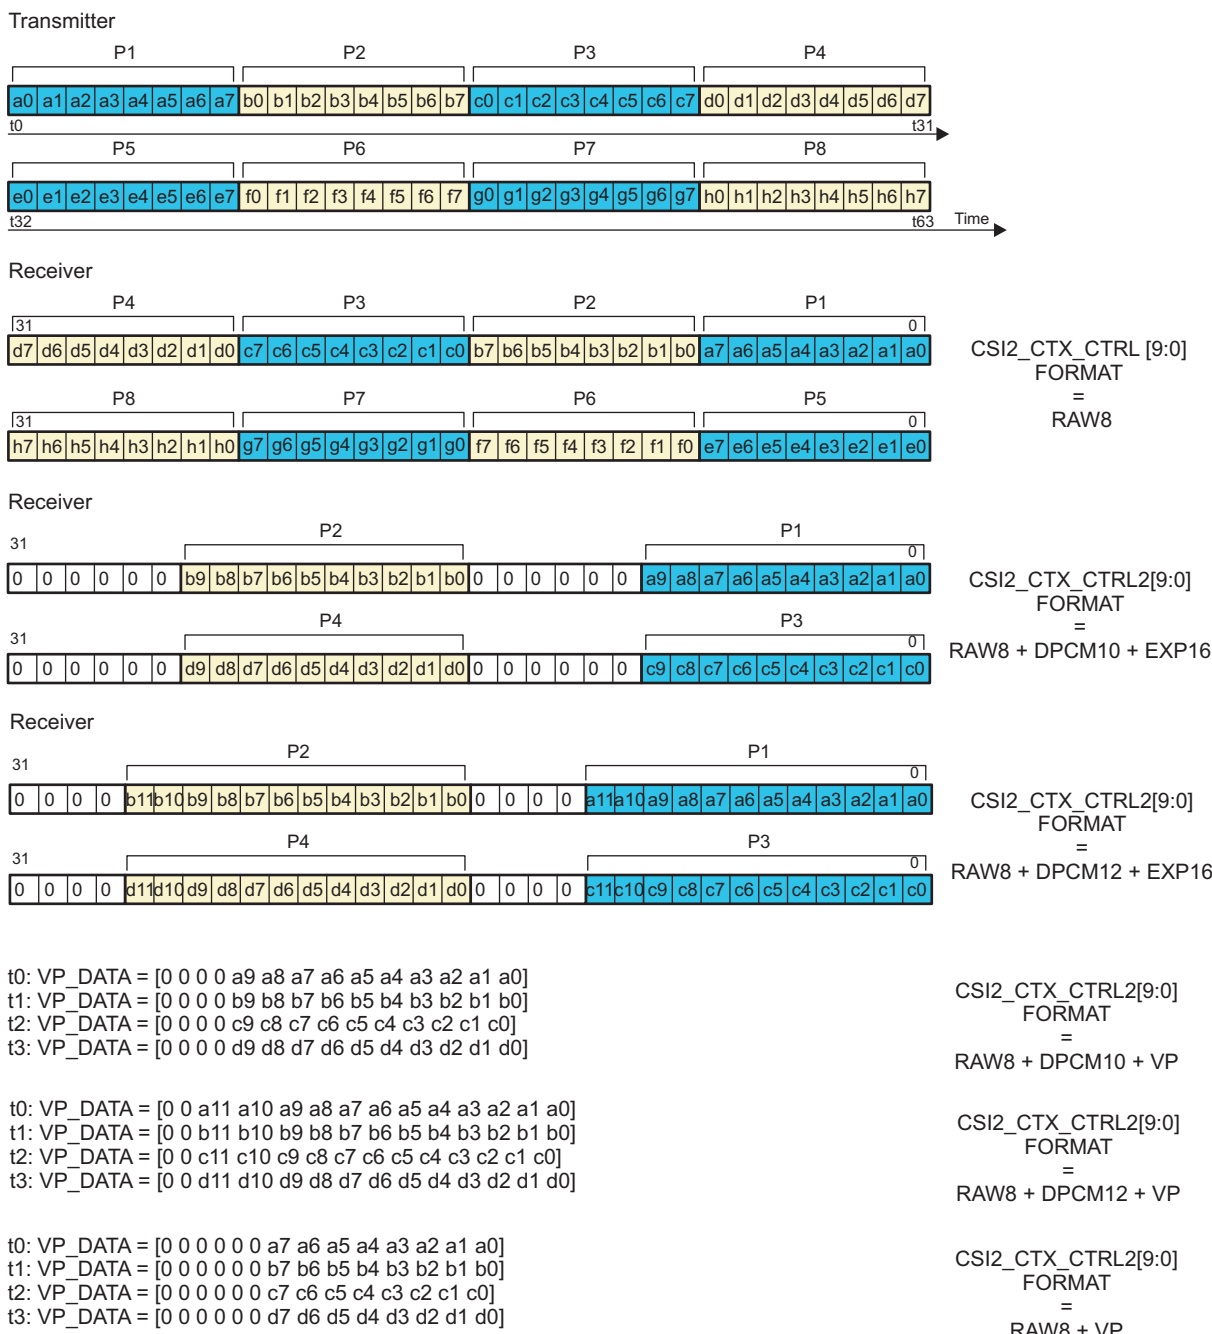 Transmitter
P1 P2 P3 P4
a0 a1 a2 a3 a4 a5 a6 a7 b0 b1 b2 b3 b4 b5 b6 b7 c0 c1 c2 c3 c4 c5 c6 c7 d0 d1 d2 d3 d4 d5 d6 d7
t0 t31
P5 P6 P7 P8
e0 e1 e2 e3 e4 e5 e6 e7 f0 f1 f2 f3 f4 f5 f6 f7 g0 g1 g2 g3 g4 g5 g6 g7 h0 h1 h2 h3 h4 h5 h6 h7
t32 t63 Time
Receiver
P4 P3 P2 P1
31 0
d7 d6 d5 d4 d3 d2 d1 d0 c7 c6 c5 c4 c3 c2 c1 c0 b7 b6 b5 b4 b3 b2 b1 b0 a7 a6 a5 a4 a3 a2 a1 a0
P8 P7 P6 P5
31 0
h7 h6 h5 h4 h3 h2 h1 h0 g7 g6 g5 g4 g3 g2 g1 g0 f7 f6 f5 f4 f3 f2 f1 f0 e7 e6 e5 e4 e3 e2 e1 e0
CSI2_CTX_CTRL [9:0]
FORMAT
=
RAW8
Receiver
P2 P1
31 0
0 0 0 0 0 0 b9 b8 b7 b6 b5 b4 b3 b2 b1 b0 0 0 0 0 0 0 a9 a8 a7 a6 a5 a4 a3 a2 a1 a0
P4 P3
31 0
0 0 0 0 0 0 d9 d8 d7 d6 d5 d4 d3 d2 d1 d0 0 0 0 0 0 0 c9 c8 c7 c6 c5 c4 c3 c2 c1 c0
CSI2_CTX_CTRL2[9:0]
FORMAT
=
RAW8 + DPCM10 + EXP16
Receiver
P2 P1
31 0
0 0 0 0 b11 b10 b9 b8 b7 b6 b5 b4 b3 b2 b1 b0 0 0 0 0 a11 a10 a9 a8 a7 a6 a5 a4 a3 a2 a1 a0
P4 P3
31 0
0 0 0 0 d11 d10 d9 d8 d7 d6 d5 d4 d3 d2 d1 d0 0 0 0 0 c11 c10 c9 c8 c7 c6 c5 c4 c3 c2 c1 c0
CSI2_CTX_CTRL2[9:0]
FORMAT
=
RAW8 + DPCM12 + EXP16
t0: VP_DATA = [0 0 0 0 a9 a8 a7 a6 a5 a4 a3 a2 a1 a0]
t1: VP_DATA = [0 0 0 0 b9 b8 b7 b6 b5 b4 b3 b2 b1 b0]
t2: VP_DATA = [0 0 0 0 c9 c8 c7 c6 c5 c4 c3 c2 c1 c0]
t3: VP_DATA = [0 0 0 0 d9 d8 d7 d6 d5 d4 d3 d2 d1 d0]
CSI2_CTX_CTRL2[9:0]
FORMAT
=
RAW8 + DPCM10 + VP
t0: VP_DATA = [0 0 a11 a10 a9 a8 a7 a6 a5 a4 a3 a2 a1 a0]
t1: VP_DATA = [0 0 b11 b10 b9 b8 b7 b6 b5 b4 b3 b2 b1 b0]
t2: VP_DATA = [0 0 c11 c10 c9 c8 c7 c6 c5 c4 c3 c2 c1 c0]
t3: VP_DATA = [0 0 d11 d10 d9 d8 d7 d6 d5 d4 d3 d2 d1 d0]
CSI2_CTX_CTRL2[9:0]
FORMAT
=
RAW8 + DPCM12 + VP
t0: VP_DATA = [0 0 0 0 0 0 a7 a6 a5 a4 a3 a2 a1 a0]
t1: VP_DATA = [0 0 0 0 0 0 b7 b6 b5 b4 b3 b2 b1 b0]
t2: VP_DATA = [0 0 0 0 0 0 c7 c6 c5 c4 c3 c2 c1 c0]
t3: VP_DATA = [0 0 0 0 0 0 d7 d6 d5 d4 d3 d2 d1 d0]
CSI2_CTX_CTRL2[9:0]
FORMAT
=
RAW8 + VP